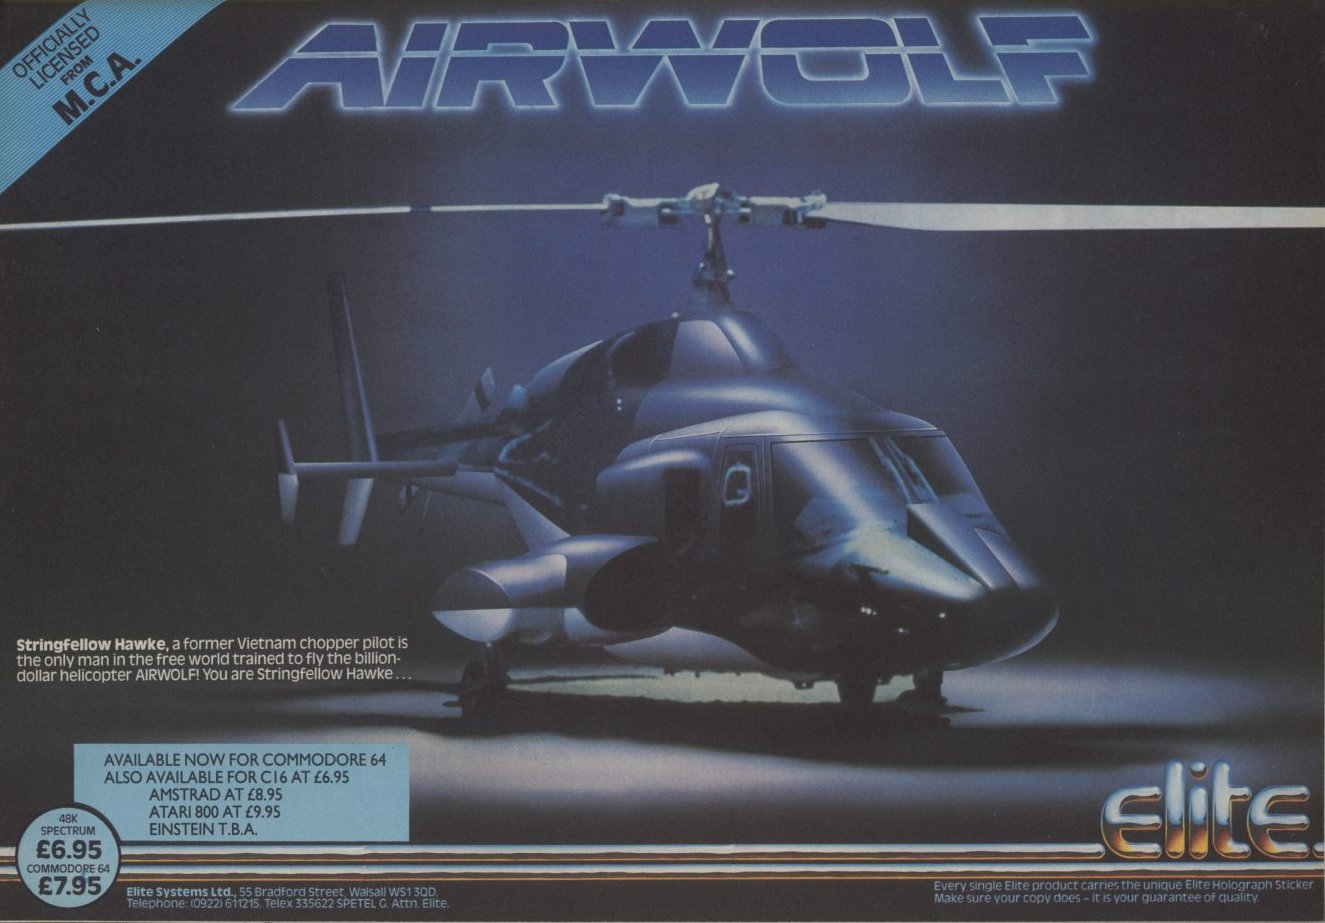 OFFICIALLY
LICENSED
FROM
M.C.A.
AIRWOLF
Stringfellow Hawke, a former Vietnam chopper pilot is
the only man in the free world trained to fly the billion-
dollar helicopter AIRWOLF! You are Stringfellow Hawke...
AVAILABLE NOW FOR COMMODORE 64
ALSO AVAILABLE FOR C16 AT £6.95
AMSTRAD AT £8.95
ATARI 800 AT £9.95
EINSTEIN T.B.A.
48K
SPECTRUM
£6.95
COMMODORE 64
£7.95
Elite Systems Ltd., 55 Bradford Street, Walsall WS1 3QD.
Telephone: (0922) 611215. Telex 335622 SPETEL G. Attn. Elite.
elite
Every single Elite product carries the unique Elite Holograph Sticker.
Make sure your copy does – it is your guarantee of quality.